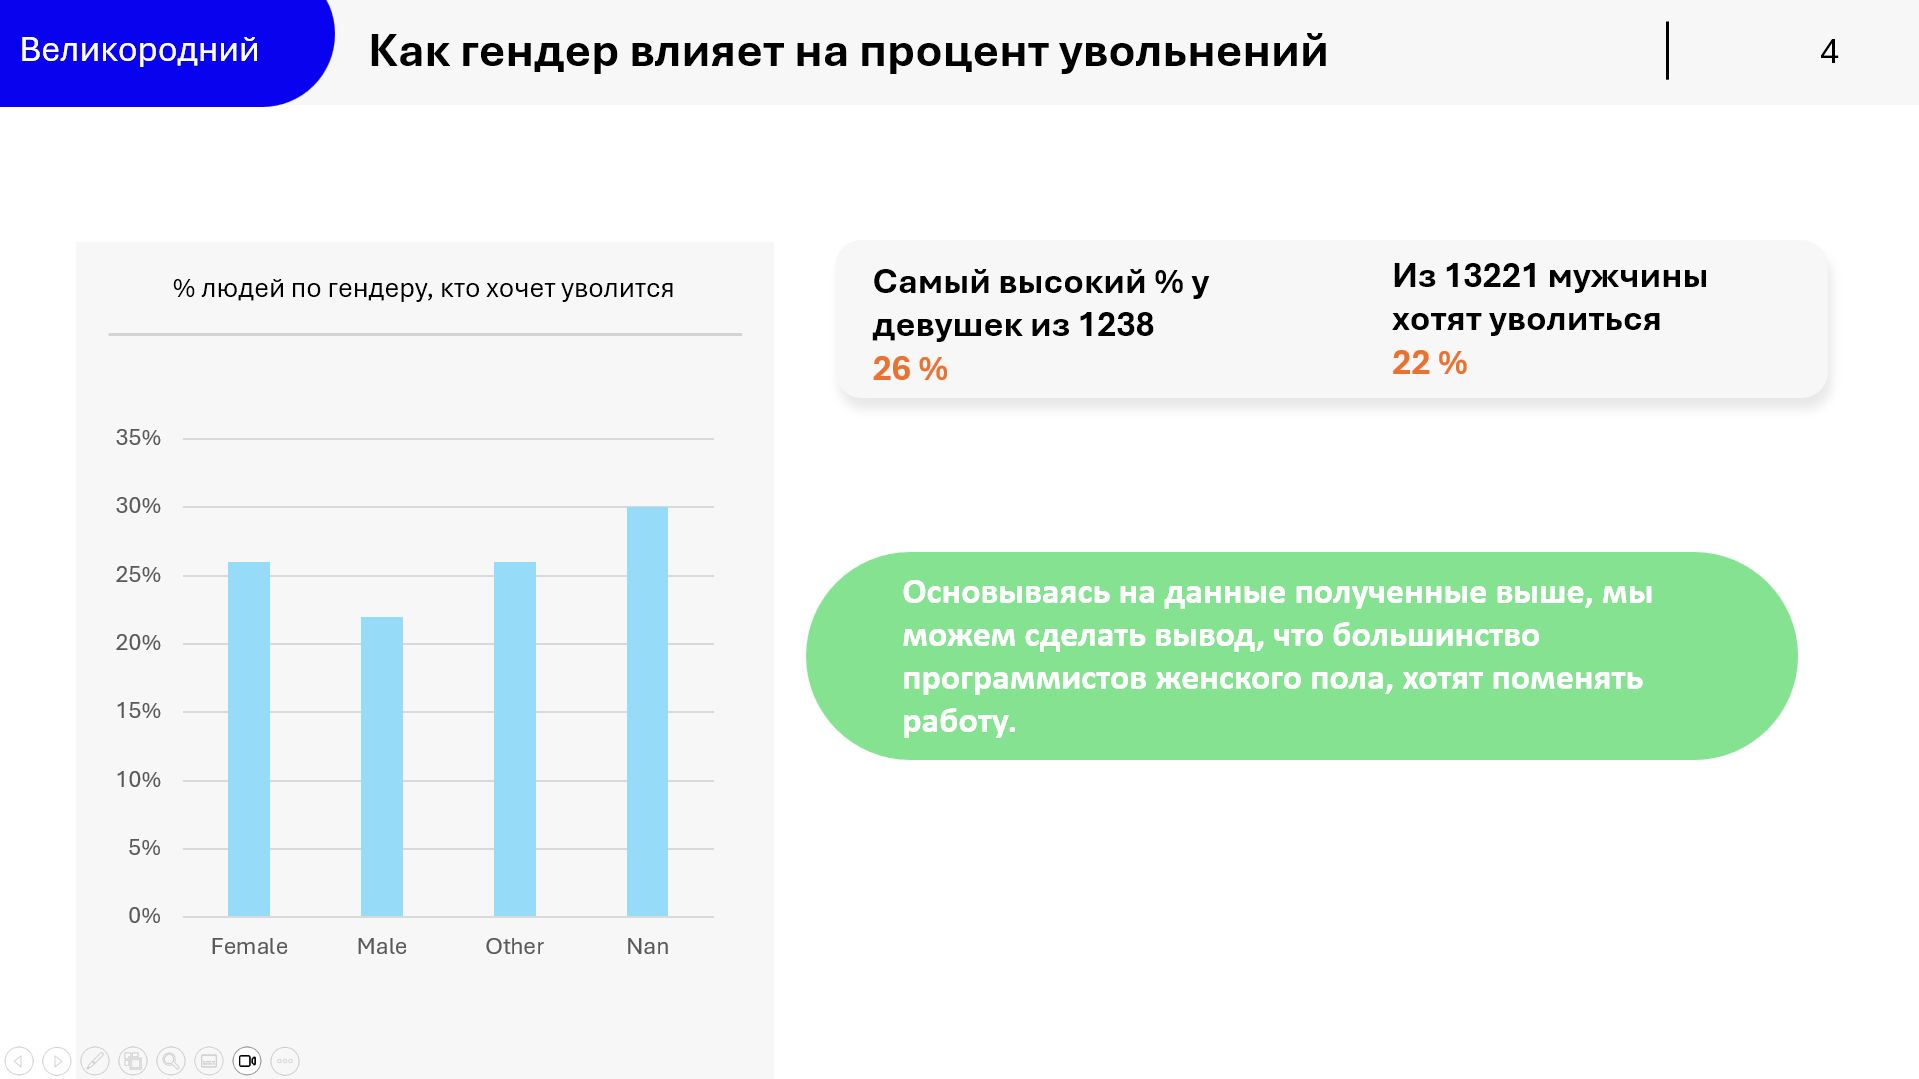 Великородний
Как гендер влияет на процент увольнений
4
% людей по гендеру, кто хочет уволится
35%
30%
25%
20%
15%
10%
5%
0%
Female
Male
Other
Nan
Самый высокий % у
девушек из 1238
26 %
Из 13221 мужчины
хотят уволиться
22 %
Основываясь на данные полученные выше, мы
можем сделать вывод, что большинство
программистов женского пола, хотят поменять
работу.